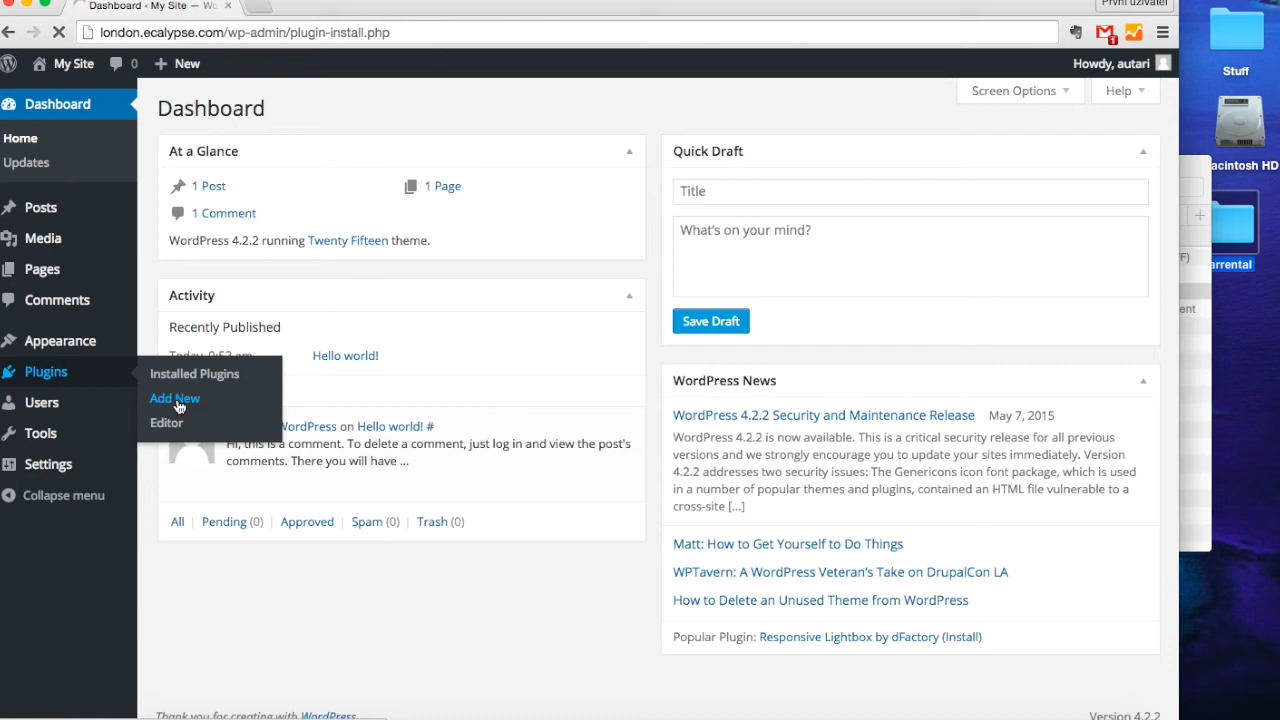 Dashboard ‹ My Site — Wo
První uživatel
london.ecalypse.com/wp-admin/plugin-install.php
1
My Site
0
New
Howdy, autari
Dashboard
Home
Updates
Posts
Media
Pages
Comments
Appearance
Plugins
Users
Tools
Settings
Collapse menu
Installed Plugins
Add New
Editor
Dashboard
Screen Options
Help
At a Glance
1 Post
1 Page
1 Comment
WordPress 4.2.2 running Twenty Fifteen theme.
Activity
Recently Published
Today, 9:53 am
Hello world!
WordPress on Hello world! #
Hi, this is a comment. To delete a comment, just log in and view the post's
comments. There you will have ...
All
Pending (0)
Approved
Spam (0)
Trash (0)
Quick Draft
Title
What's on your mind?
Save Draft
WordPress News
WordPress 4.2.2 Security and Maintenance Release May 7, 2015
WordPress 4.2.2 is now available. This is a critical security release for all previous
versions and we strongly encourage you to update your sites immediately. Version
4.2.2 addresses two security issues: The Genericons icon font package, which is used
in a number of popular themes and plugins, contained an HTML file vulnerable to a
cross-site […]
Matt: How to Get Yourself to Do Things
WPTavern: A WordPress Veteran's Take on DrupalCon LA
How to Delete an Unused Theme from WordPress
Popular Plugin: Responsive Lightbox by dFactory (Install)
Thank you for creating with WordPress.
Version 4.2.2
Stuff
acintosh HD
arrental
F)
ent